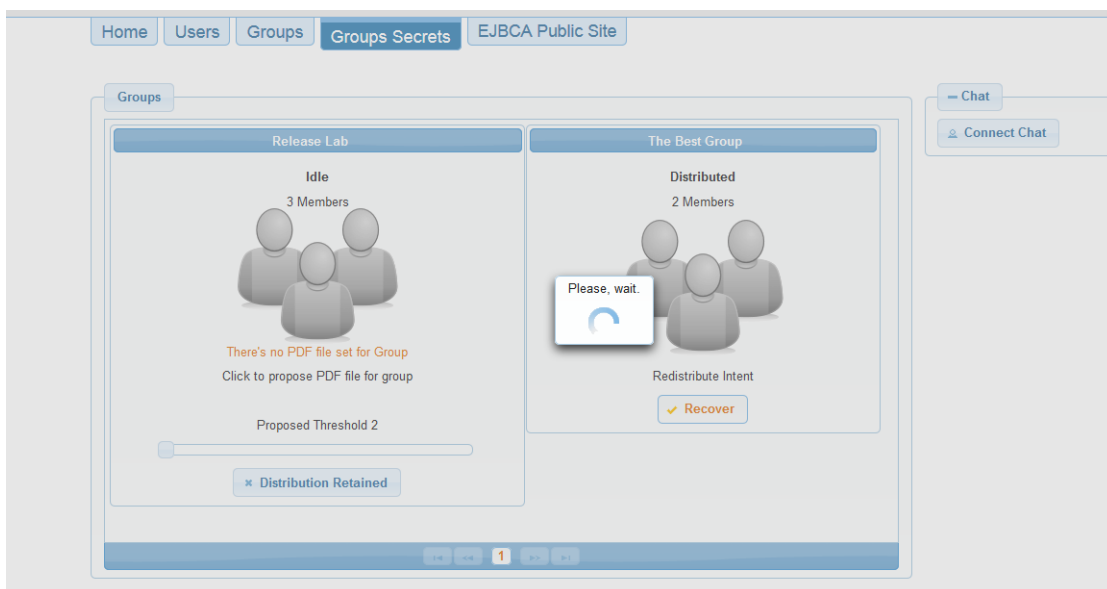 Home Users Groups Groups Secrets EJBCA Public Site
Groups
Chat
Connect Chat
Release Lab
Idle
3 Members
There's no PDF file set for Group
Click to propose PDF file for group
Proposed Threshold 2
Distribution Retained
The Best Group
Distributed
2 Members
Please, wait.
Redistribute Intent
Recover
1